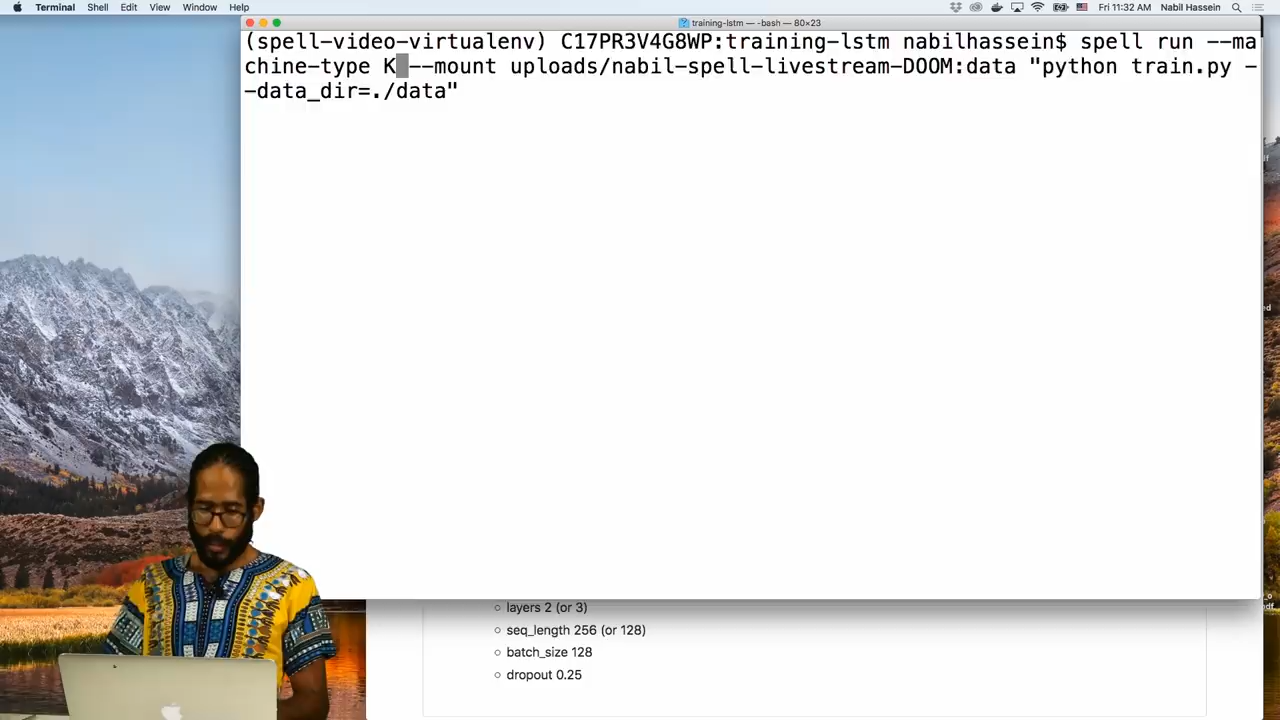 Terminal Shell Edit View Window Help
Fri 11:32 AM Nabil Hassein
training-lstm — -bash — 80×23
(spell-video-virtualenv) C17PR3V4G8WP:training-lstm nabilhassein$ spell run --ma
chine-type K --mount uploads/nabil-spell-livestream-DOOM:data "python train.py -
-data_dir=./data"
layers 2 (or 3)
seq_length 256 (or 128)
batch_size 128
dropout 0.25